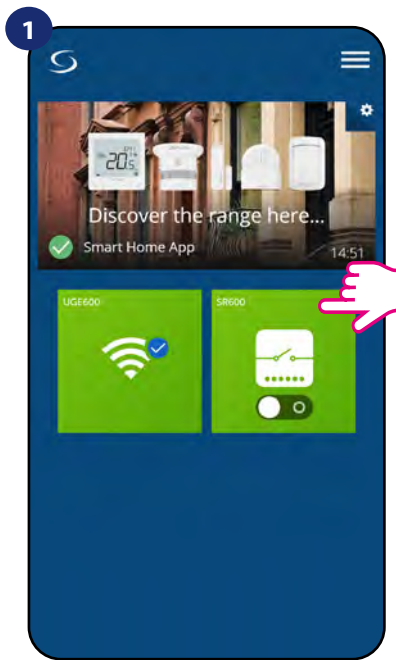 1
20.5
Discover the range here...
Smart Home App
14:51
UGE600
SR600